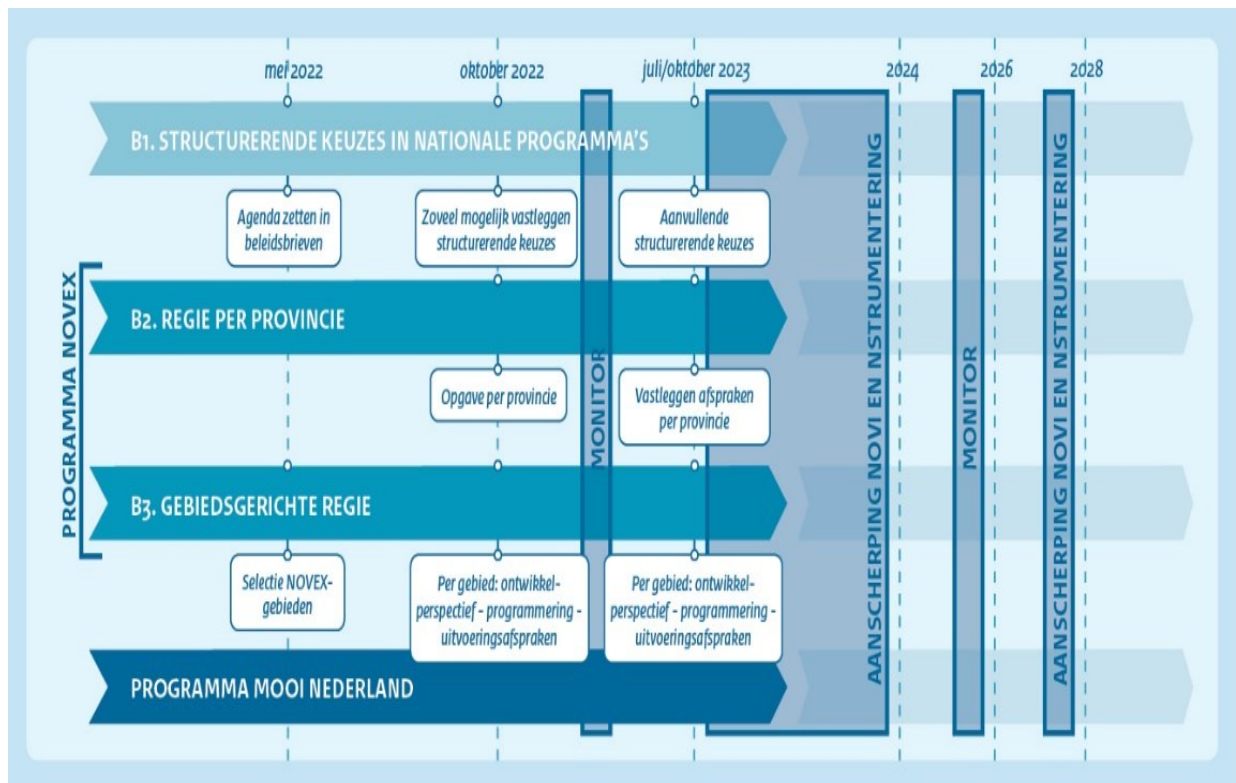 mei 2022
oktober 2022
juli/oktober 2023
2024
2026
2028
B1. STRUCTURERENDE KEUZES IN NATIONALE PROGRAMMA'S
Agenda zetten in
beleidsbrieven
Zoveel mogelijk vastleggen
structurerende keuzes
Aanvullende
structurerende keuzes
PROGRAMMA NOVEX
B2. REGIE PER PROVINCIE
Opgave per provincie
Vastleggen afspraken
per provincie
B3. GEBIEDSGERICHTE REGIE
Selectie NOVEX-
gebieden
Per gebied: ontwikkel-
perspectief - programmering -
uitvoeringsafspraken
Per gebied: ontwikkel-
perspectief - programmering -
uitvoeringsafspraken
PROGRAMMA MOOI NEDERLAND
MONITOR
AANSCHERPING NOVI EN NSTRUMENTERING
MONITOR
AANSCHERPING NOVI EN NSTRUMENTERING